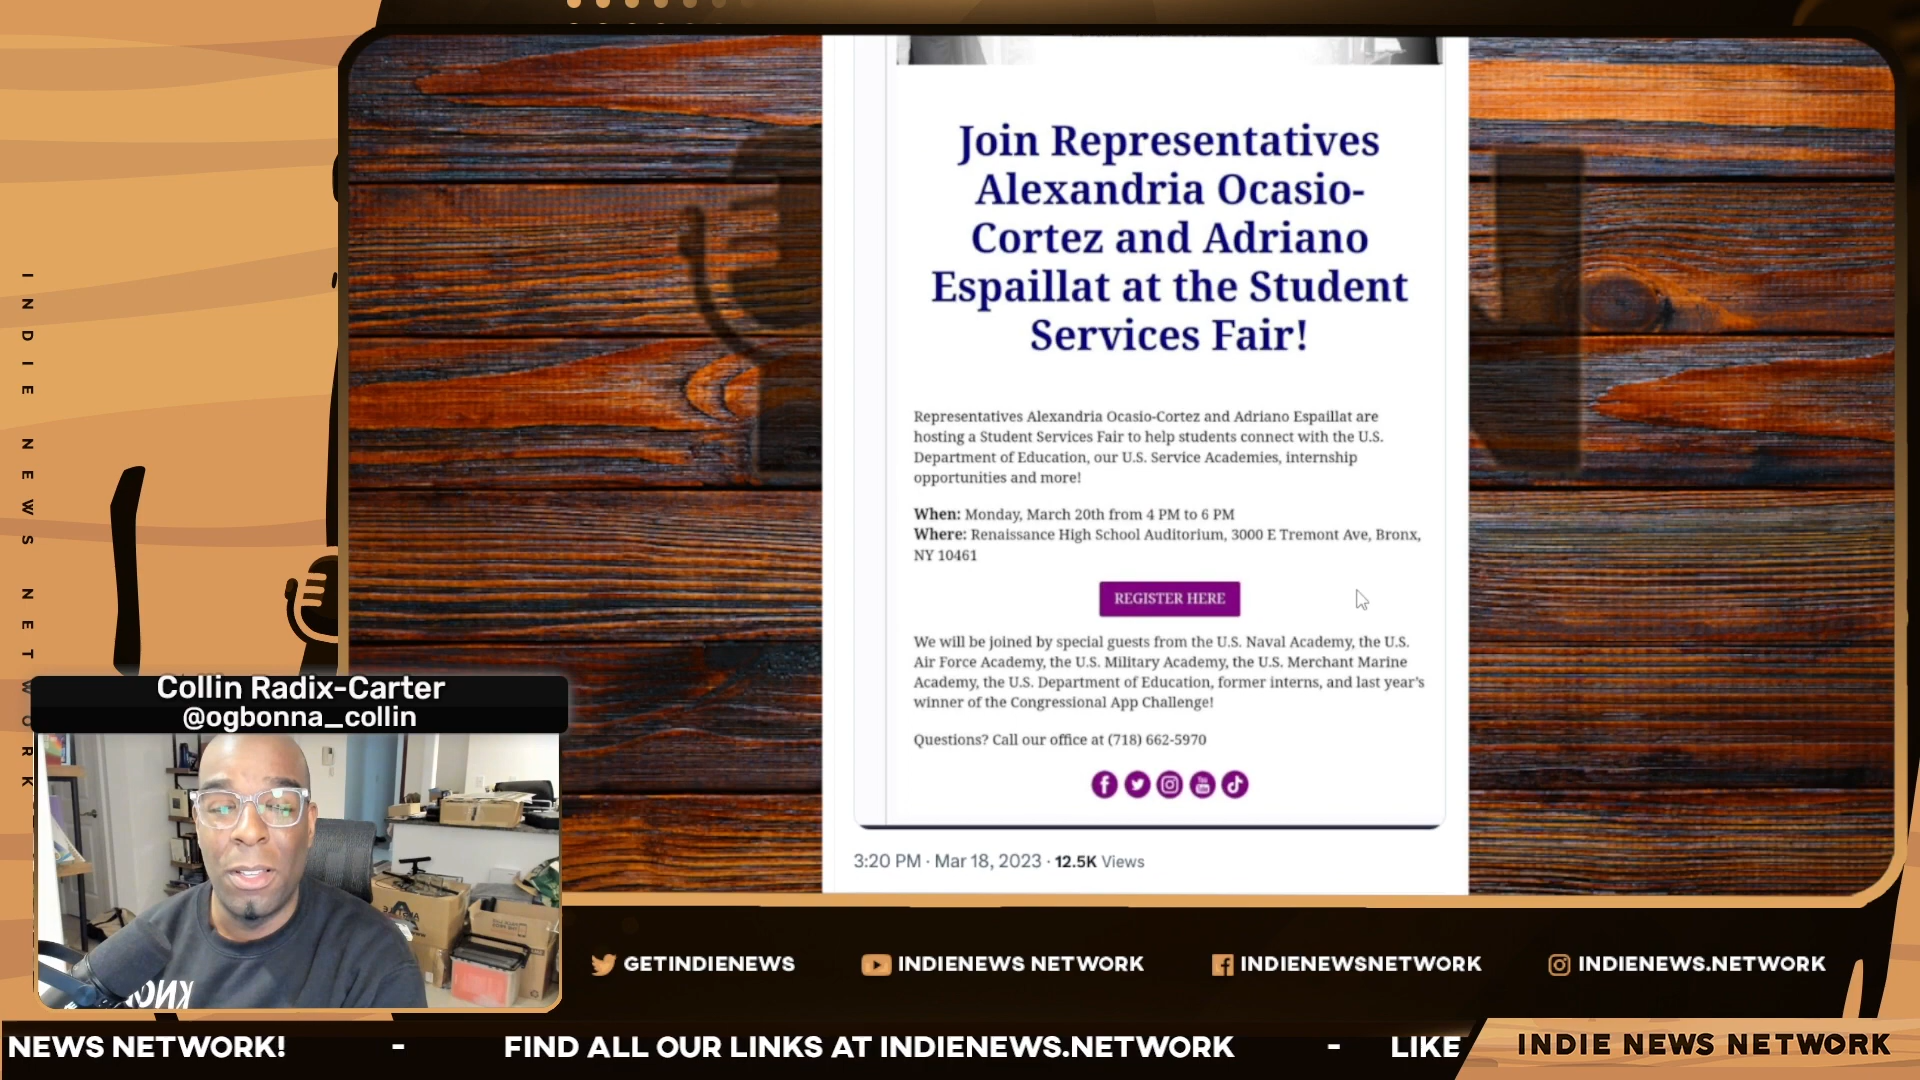 Join Representatives
Alexandria Ocasio-
Cortez and Adriano
Espaillat at the Student
Services Fair!
Representatives Alexandria Ocasio-Cortez and Adriano Espaillat are
hosting a Student Services Fair to help students connect with the U.S.
Department of Education, our U.S. Service Academies, internship
opportunities and more!
When: Monday, March 20th from 4 PM to 6 PM
Where: Renaissance High School Auditorium, 3000 E Tremont Ave, Bronx,
NY 10461
REGISTER HERE
We will be joined by special guests from the U.S. Naval Academy, the U.S.
Air Force Academy, the U.S. Military Academy, the U.S. Merchant Marine
Academy, the U.S. Department of Education, former interns, and last year's
winner of the Congressional App Challenge!
Questions? Call our office at (718) 662-5970
3:20 PM · Mar 18, 2023 · 12.5K Views
INDIE NEWS NETWORK
Collin Radix-Carter
@ogbonna_collin
GETINDIENEWS
INDIENEWS NETWORK
INDIENEWSNETWORK
INDIENEWS.NETWORK
NEWS NETWORK! - FIND ALL OUR LINKS AT INDIENEWS.NETWORK - LIKE
INDIE NEWS NETWORK